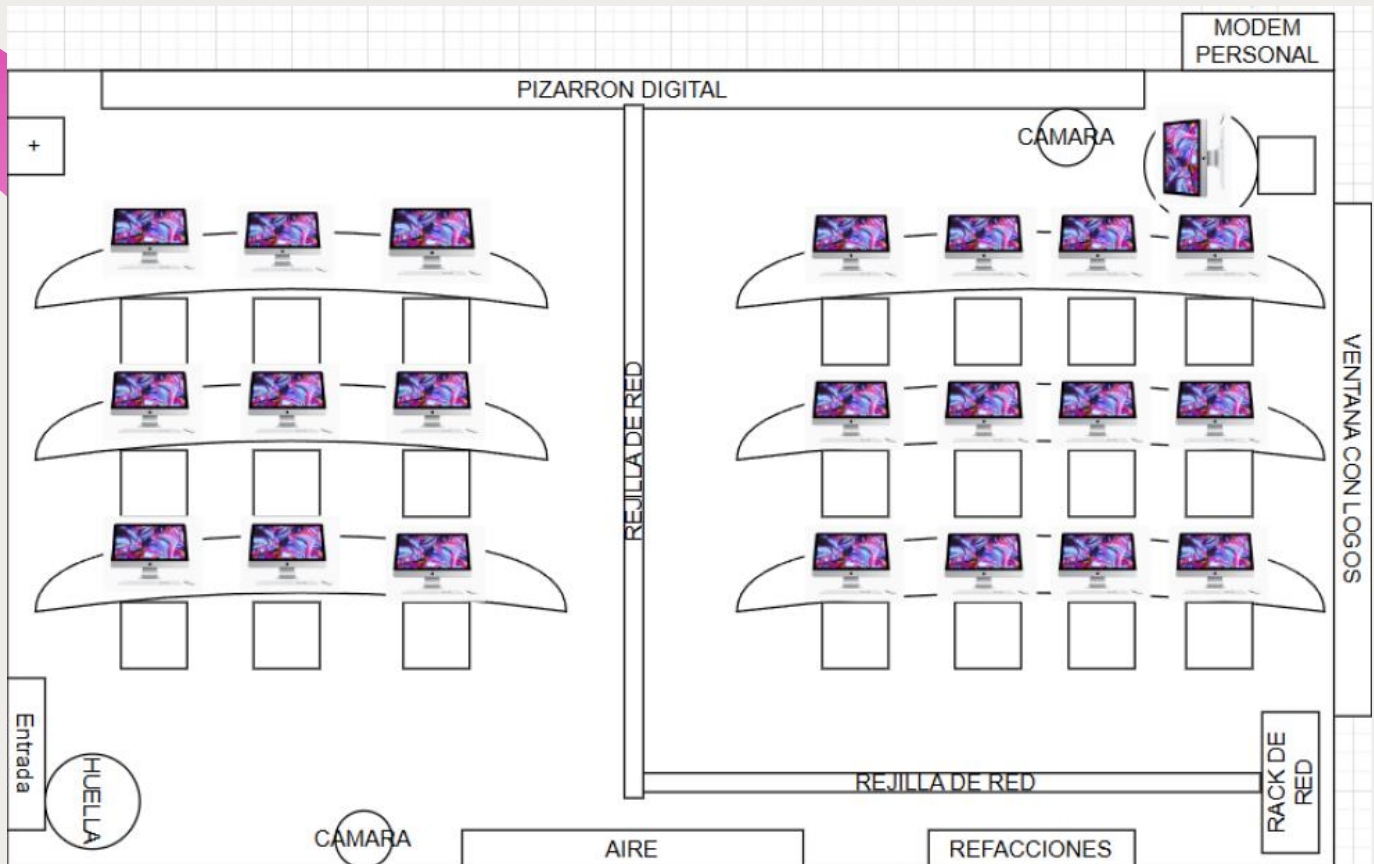 MODEM
PERSONAL
PIZARRON DIGITAL
CAMARA
+
REJILLA DE RED
VENTANA CON LOGOS
Entrada
HUELLA
REJILLA DE RED
RACK DE
RED
CAMARA
AIRE
REFACCIONES